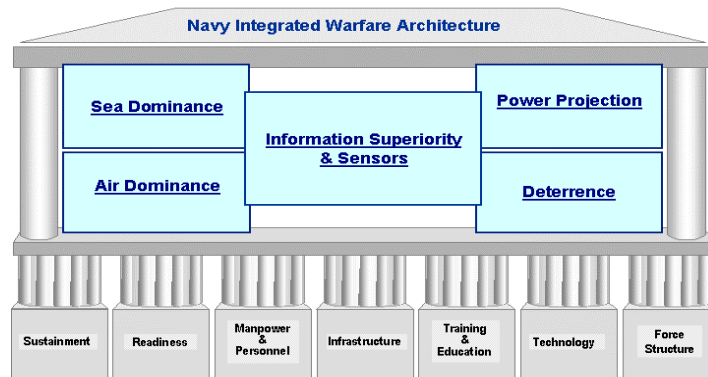 Navy Integrated Warfare Architecture
Sea Dominance
Air Dominance
Information Superiority
& Sensors
Power Projection
Deterrence
Sustainment
Readiness
Manpower
&
Personnel
Infrastructure
Training
&
Education
Technology
Force
Structure